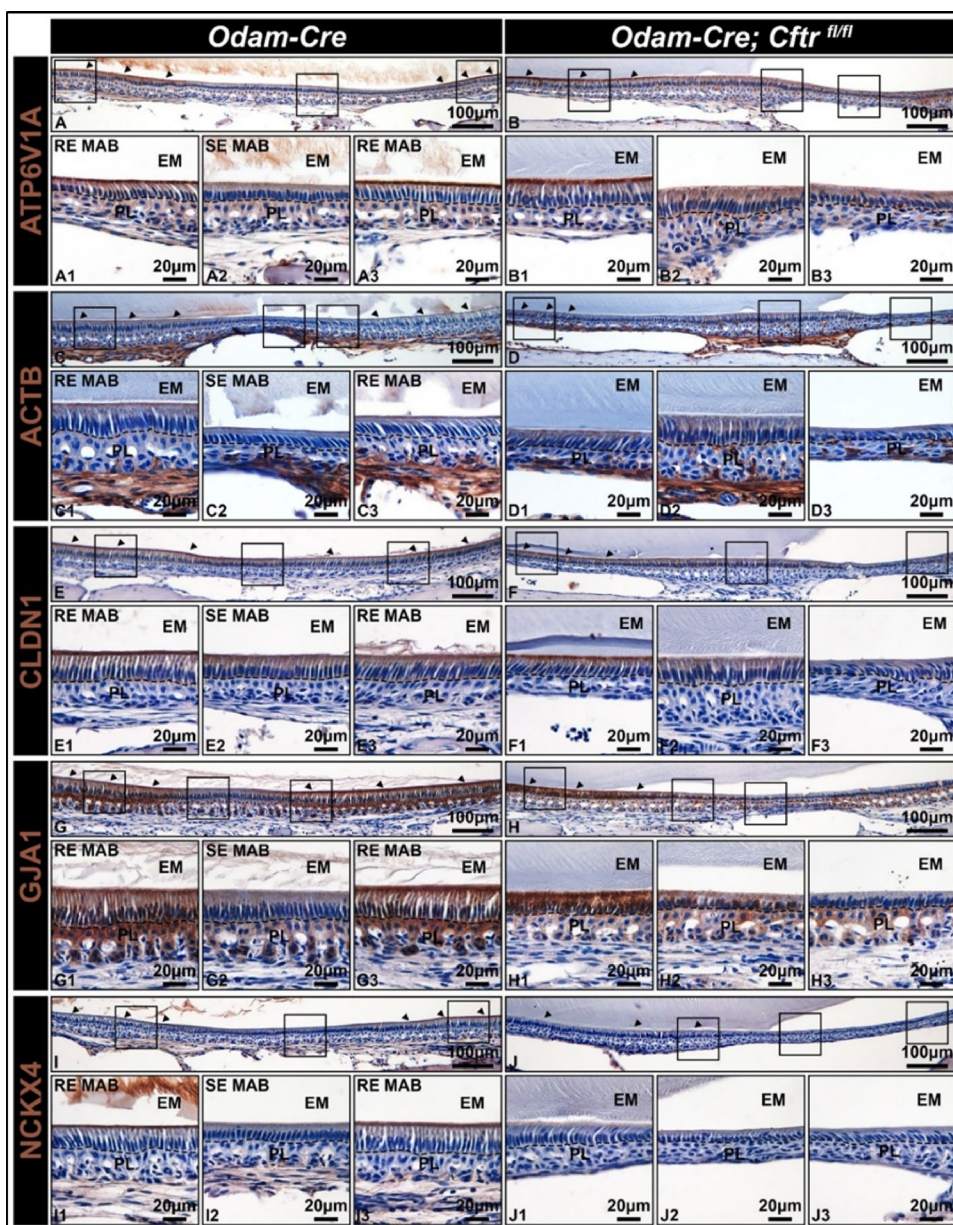 Odam-Cre
Odam-Cre; Cftr fl/fl
ATP6V1A
A
100µm
B
100µm
RE MAB
EM
PL
20µm
A1
SE MAB
EM
PL
20µm
A2
RE MAB
EM
PL
20µm
A3
EM
PL
20µm
B1
EM
PL
20µm
B2
EM
PL
20µm
B3
ACTB
C
100µm
D
100µm
RE MAB
EM
PL
20µm
C1
SE MAB
EM
PL
20µm
C2
RE MAB
EM
PL
20µm
C3
EM
PL
20µm
D1
EM
PL
20µm
D2
EM
PL
20µm
D3
CLDN1
E
100µm
F
100µm
RE MAB
EM
PL
20µm
E1
SE MAB
EM
PL
20µm
E2
RE MAB
EM
PL
20µm
E3
EM
PL
20µm
F1
EM
PL
20µm
F2
EM
PL
20µm
F3
GJA1
G
100µm
H
100µm
RE MAB
EM
PL
20µm
G1
SE MAB
EM
PL
20µm
G2
RE MAB
EM
PL
20µm
G3
EM
PL
20µm
H1
EM
PL
20µm
H2
EM
PL
20µm
H3
NCKX4
I
100µm
J
100µm
RE MAB
EM
PL
20µm
I1
SE MAB
EM
PL
20µm
I2
RE MAB
EM
PL
20µm
I3
EM
PL
20µm
J1
EM
PL
20µm
J2
EM
PL
20µm
J3